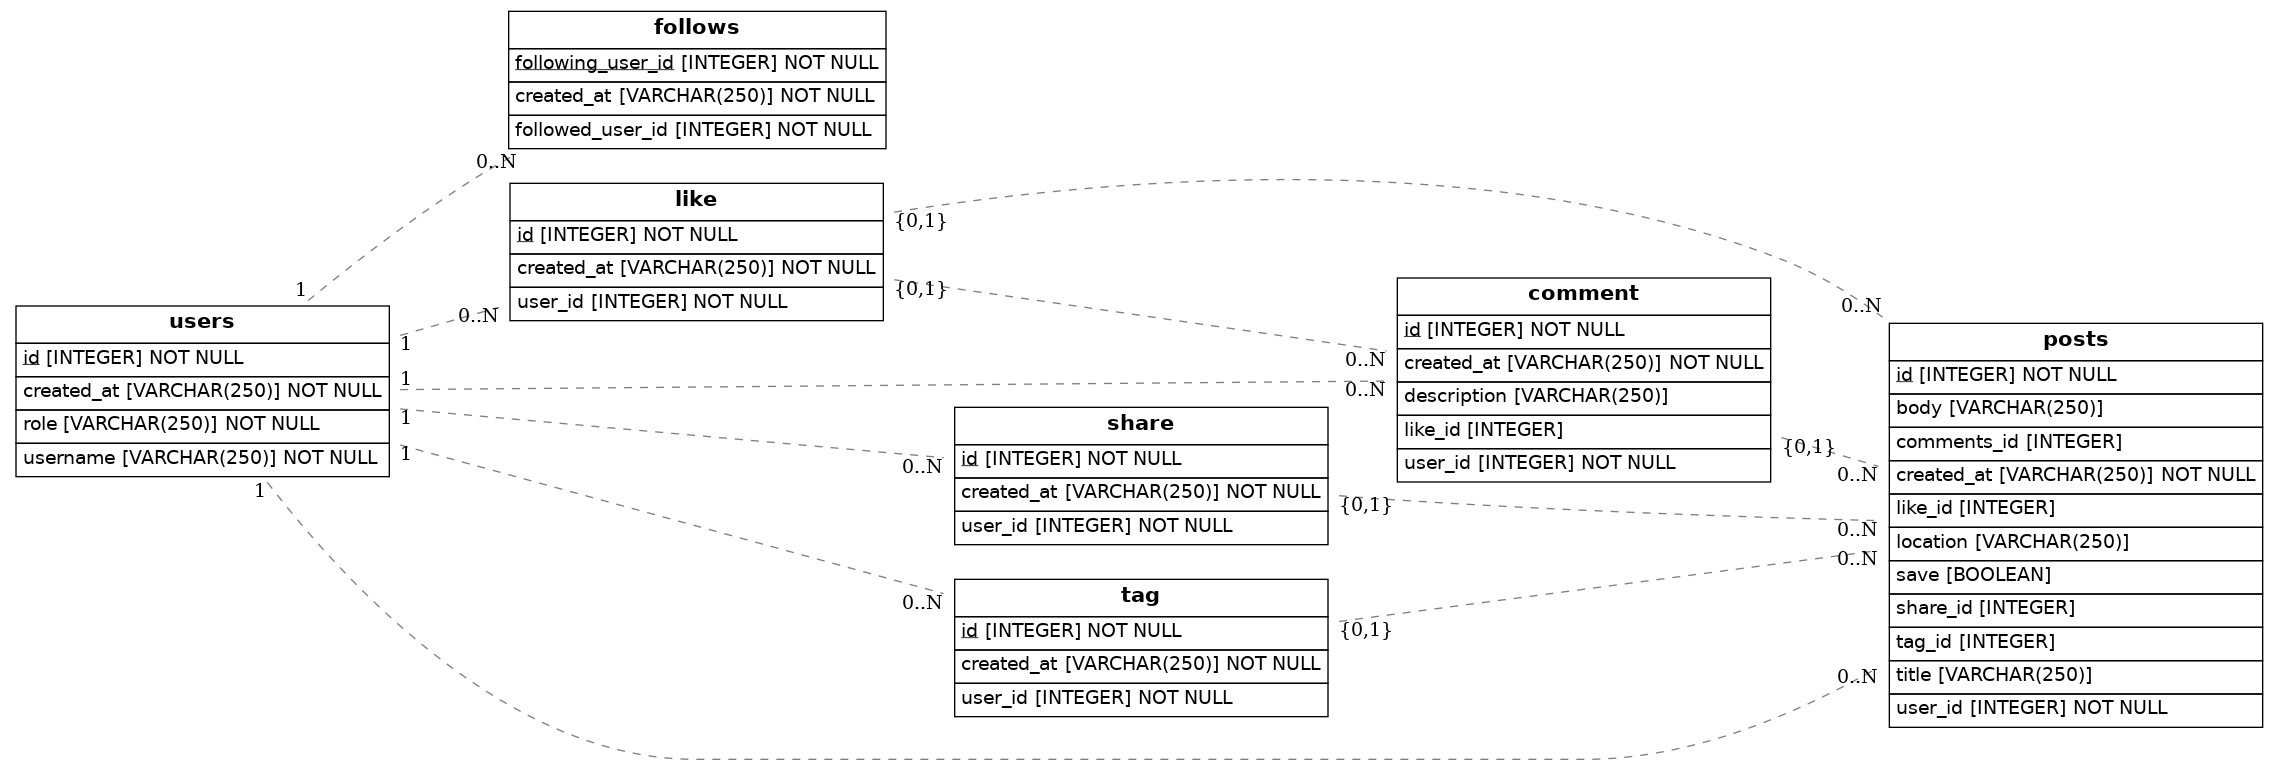 follows
following_user_id [INTEGER] NOT NULL
created_at [VARCHAR(250)] NOT NULL
followed_user_id [INTEGER] NOT NULL
0..N
1
like
id [INTEGER] NOT NULL
created_at [VARCHAR(250)] NOT NULL
user_id [INTEGER] NOT NULL
{0,1}
{0,1}
0..N
users
id [INTEGER] NOT NULL
created_at [VARCHAR(250)] NOT NULL
role [VARCHAR(250)] NOT NULL
username [VARCHAR(250)] NOT NULL
1
1
1
1
1
comment
id [INTEGER] NOT NULL
created_at [VARCHAR(250)] NOT NULL
description [VARCHAR(250)]
like_id [INTEGER]
user_id [INTEGER] NOT NULL
0..N
0..N
{0,1}
share
id [INTEGER] NOT NULL
created_at [VARCHAR(250)] NOT NULL
user_id [INTEGER] NOT NULL
0..N
{0,1}
tag
id [INTEGER] NOT NULL
created_at [VARCHAR(250)] NOT NULL
user_id [INTEGER] NOT NULL
0..N
{0,1}
posts
id [INTEGER] NOT NULL
body [VARCHAR(250)]
comments_id [INTEGER]
created_at [VARCHAR(250)] NOT NULL
like_id [INTEGER]
location [VARCHAR(250)]
save [BOOLEAN]
share_id [INTEGER]
tag_id [INTEGER]
title [VARCHAR(250)]
user_id [INTEGER] NOT NULL
0..N
0..N
0..N
0..N
0..N